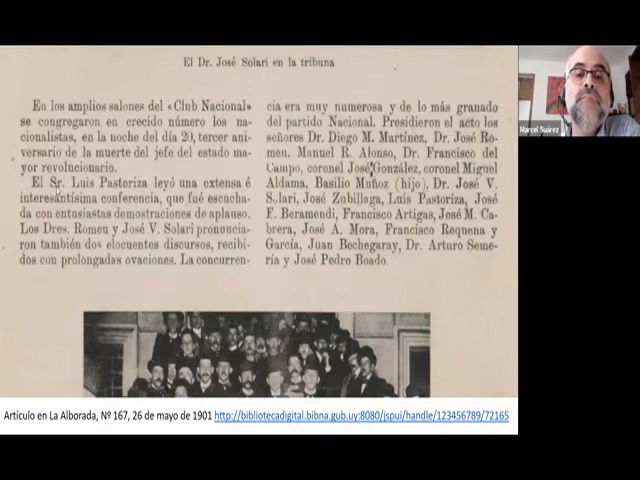 El Dr. José Solari en la tribuna
En los amplios salones del «Club Nacional»
se congregaron en crecido número los na-
cionalistas, en la noche del día 20, tercer ani-
versario de la muerte del jefe del estado ma-
yor revolucionario.
El Sr. Luis Pastoriza leyó una extensa é
interesantísima conferencia, que fué escucha-
da con entusiastas demostraciones de aplauso.
Los Dres. Romeu y José V. Solari pronuncia-
ron también dos elocuentes discursos, recibi-
dos con prolongadas ovaciones. La concurren-
cia era muy numerosa y de lo más granado
del partido Nacional. Presidieron el acto los
señores Dr. Diego M. Martínez, Dr. José Ro-
meu, Manuel R. Alonso, Dr. Francisco del
Campo, coronel José González, coronel Miguel
Aldama, Basilio Muñoz (hijo), Dr. José V.
Solari, José Zubillaga, Luis Pastoriza, José
F. Beramendi, Francisco Artigas, José M. Ca-
brera, José A. Mora, Francisco Requena y
García, Juan Bechegaray, Dr. Arturo Seme-
ría y José Pedro Boado.
Artículo en La Alborada, Nº 167, 26 de mayo de 1901 http://bibliotecadigital.bibna.gub.uy:8080/jspui/handle/123456789/72165
Marcel Suárez